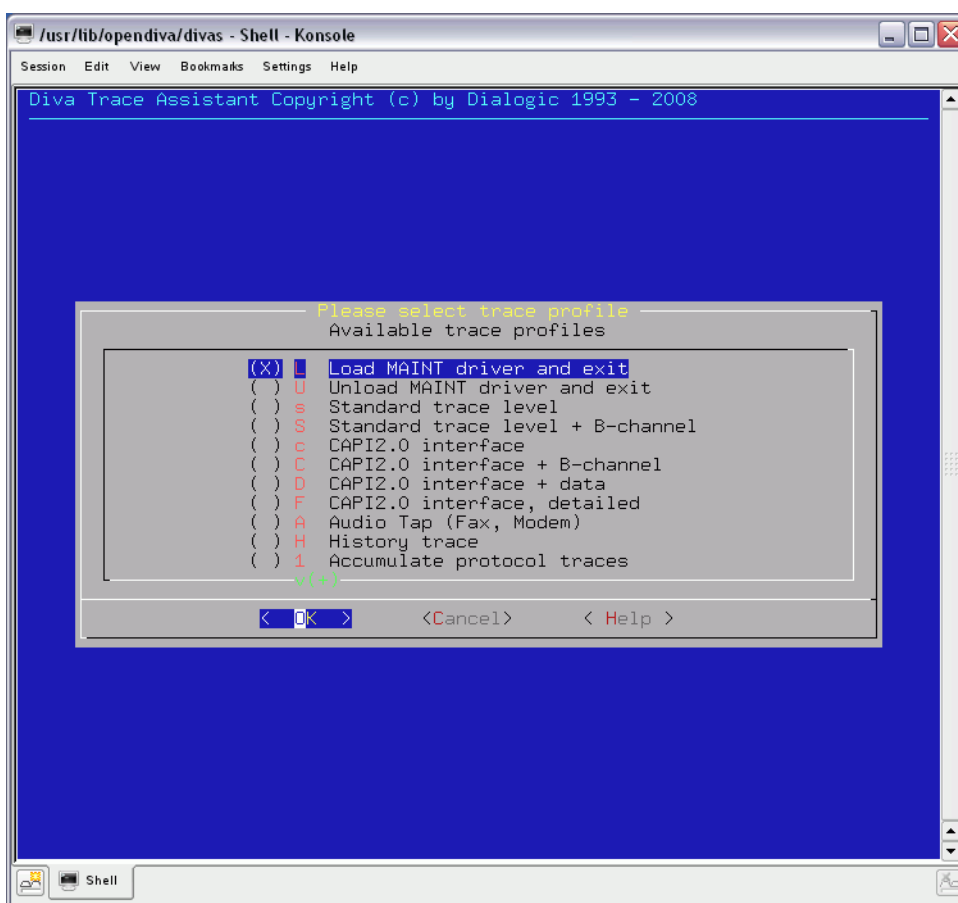 /usr/lib/opendiva/divas - Shell - Konsole
Session Edit View Bookmarks Settings Help
Diva Trace Assistant Copyright (c) by Dialogic 1993 - 2008
Please select trace profile
Available trace profiles
(X) L Load MAINT driver and exit
( ) U Unload MAINT driver and exit
( ) s Standard trace level
( ) S Standard trace level + B-channel
( ) c CAPI2.0 interface
( ) C CAPI2.0 interface + B-channel
( ) D CAPI2.0 interface + data
( ) F CAPI2.0 interface, detailed
( ) A Audio Tap (Fax, Modem)
( ) H History trace
( ) 1 Accumulate protocol traces
v(+)
< OK > <Cancel> < Help >
Shell